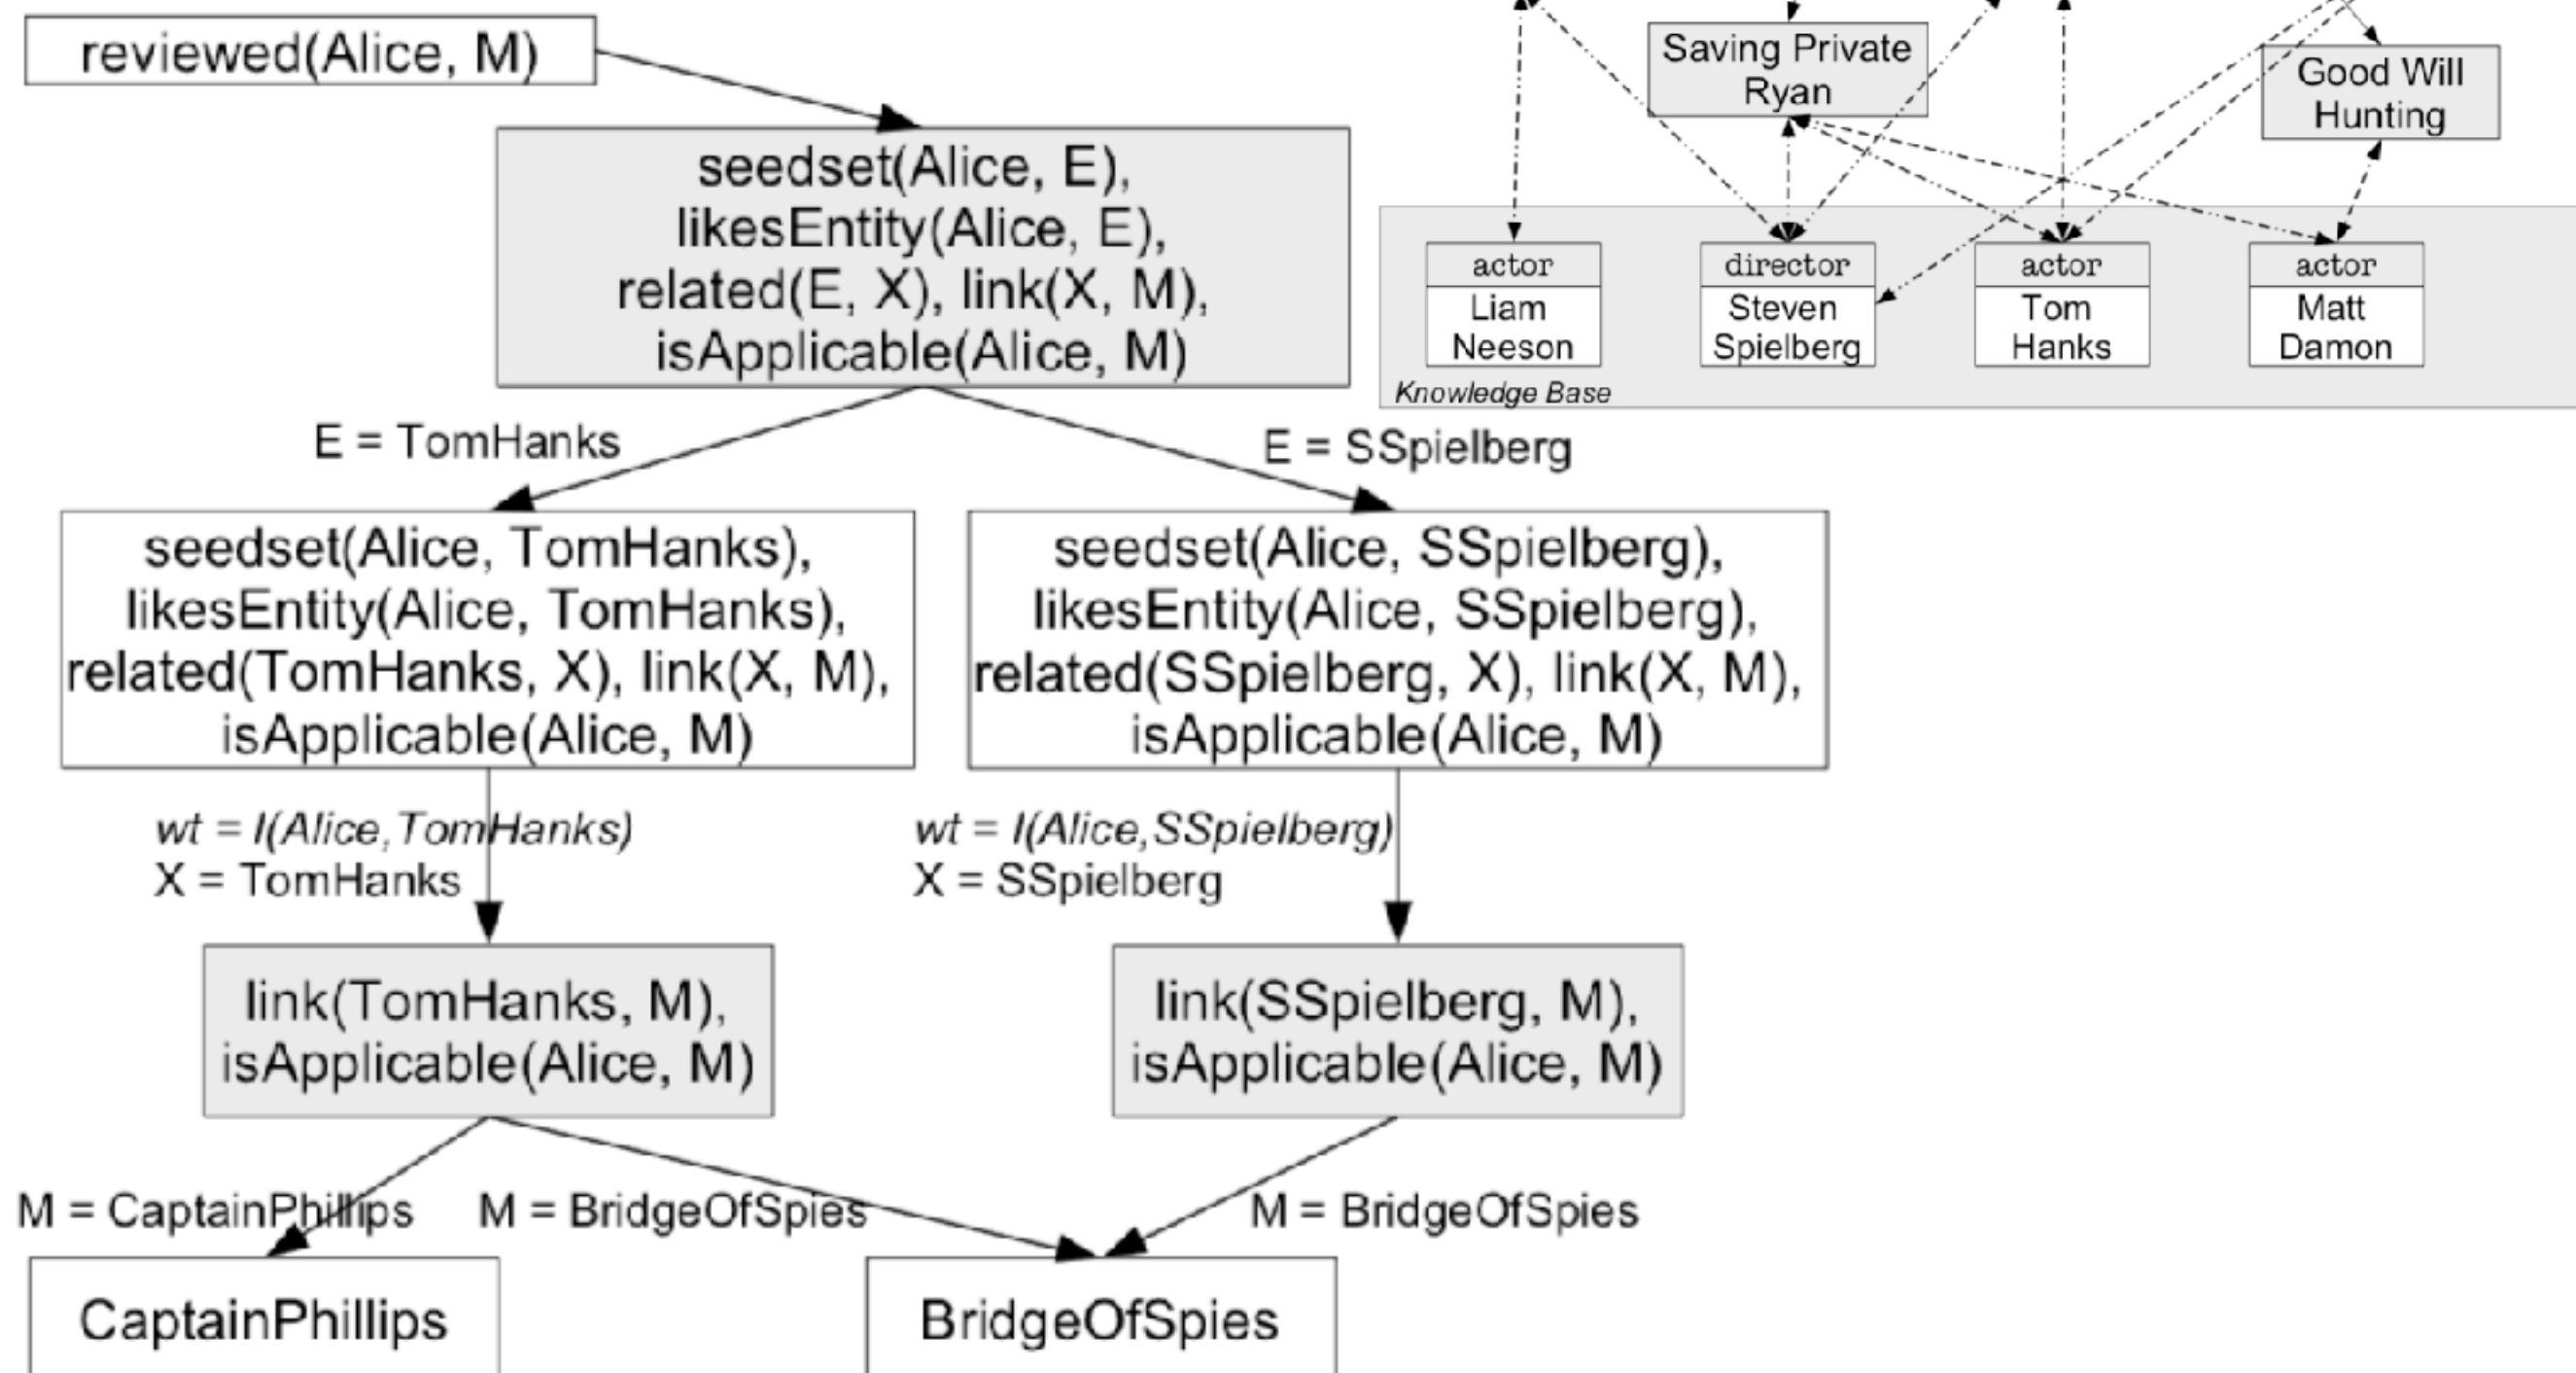 reviewed(Alice, M)
seedset(Alice, E),
likesEntity(Alice, E),
related(E, X), link(X, M),
isApplicable(Alice, M)
E = TomHanks
E = SSpielberg
seedset(Alice, TomHanks),
likesEntity(Alice, TomHanks),
related(TomHanks, X), link(X, M),
isApplicable(Alice, M)
seedset(Alice, SSpielberg),
likesEntity(Alice, SSpielberg),
related(SSpielberg, X), link(X, M),
isApplicable(Alice, M)
wt = I(Alice,TomHanks)
X = TomHanks
wt = I(Alice,SSpielberg)
X = SSpielberg
link(TomHanks, M),
isApplicable(Alice, M)
link(SSpielberg, M),
isApplicable(Alice, M)
M = CaptainPhillips
M = BridgeOfSpies
M = BridgeOfSpies
CaptainPhillips
BridgeOfSpies
Saving Private
Ryan
Good Will
Hunting
actor
Liam
Neeson
director
Steven
Spielberg
actor
Tom
Hanks
actor
Matt
Damon
Knowledge Base